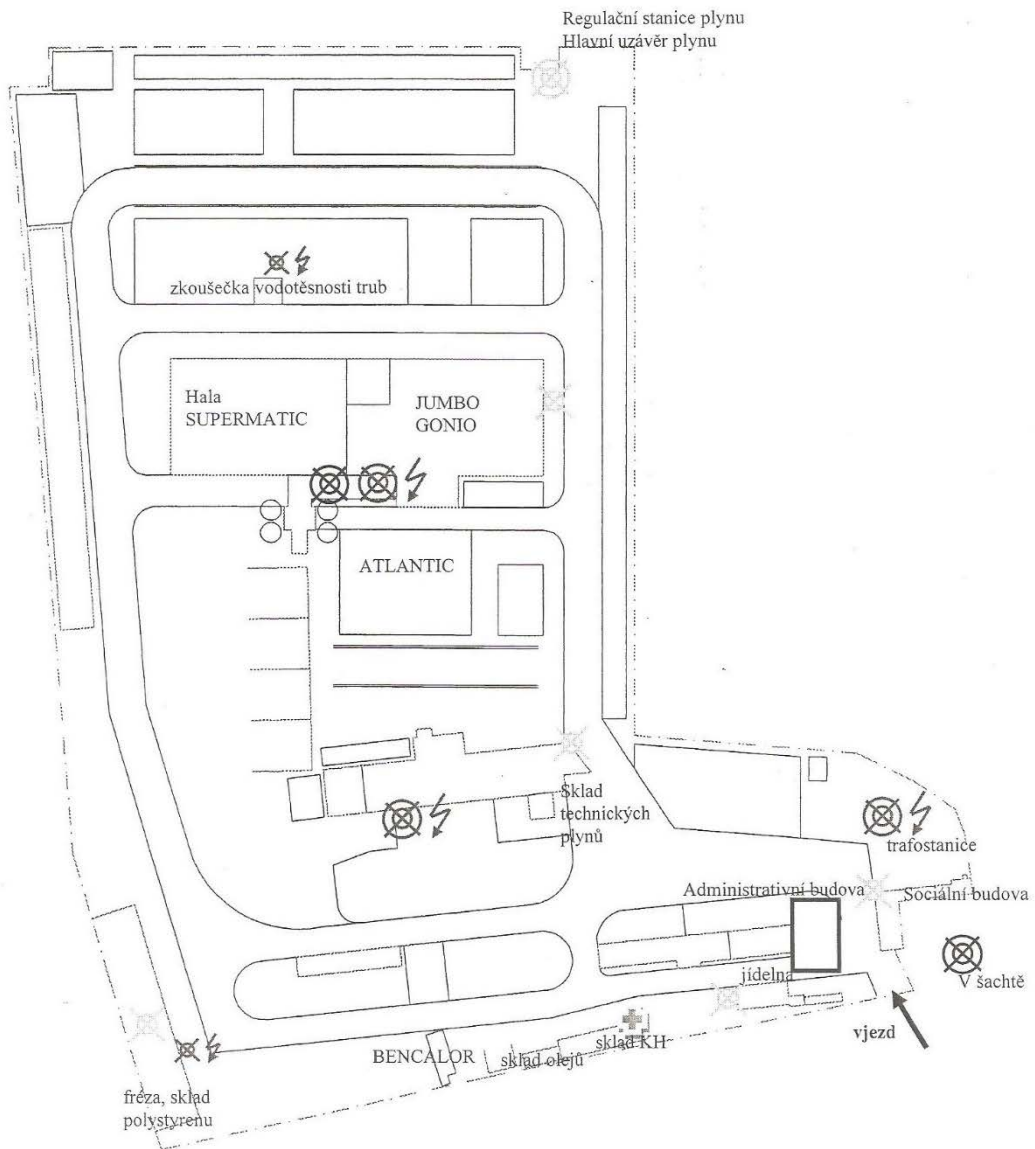 Regulační stanice plynu
Hlavní uzávěr plynu
zkoušečka vodotěsnosti trub
Hala
SUPERMATIC
JUMBO
GONIO
ATLANTIC
Sklad
technických
plynů
trafostanice
Administrativní budova
Sociální budova
jídelna
V šachtě
vjezd
sklad KH
sklad olejů
BENCALOR
fréza, sklad
polystyrenu